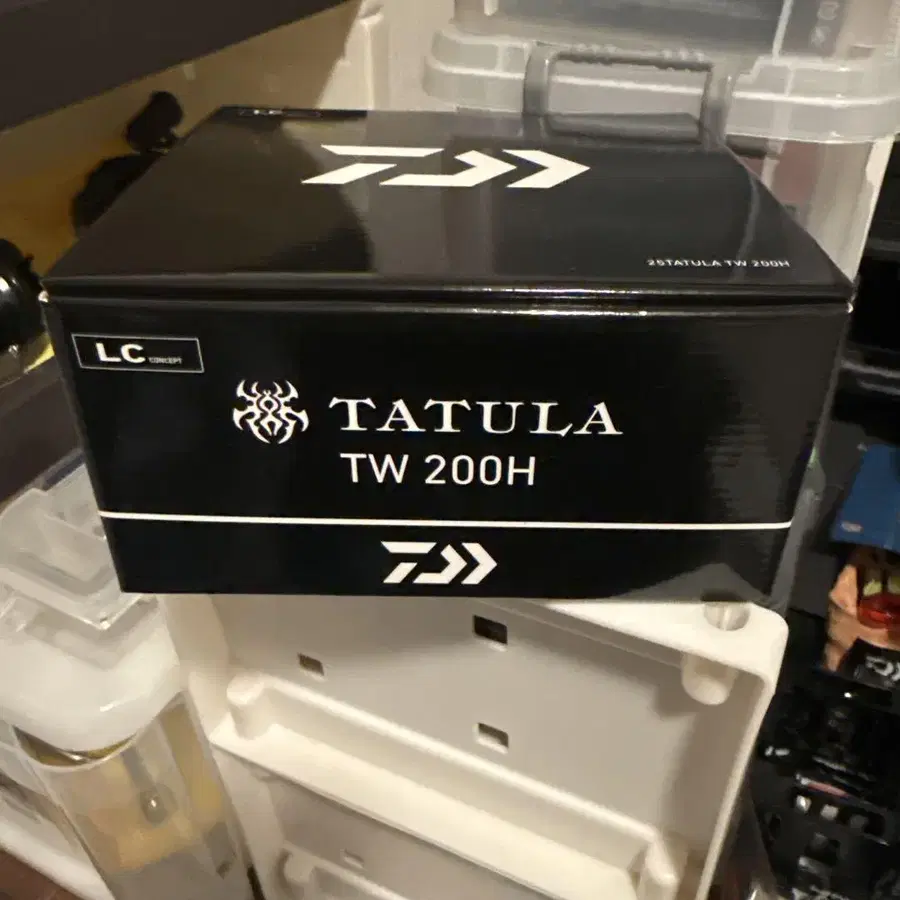 25TATULA TW 200H
LC CONCEPT
TATULA
TW 200H